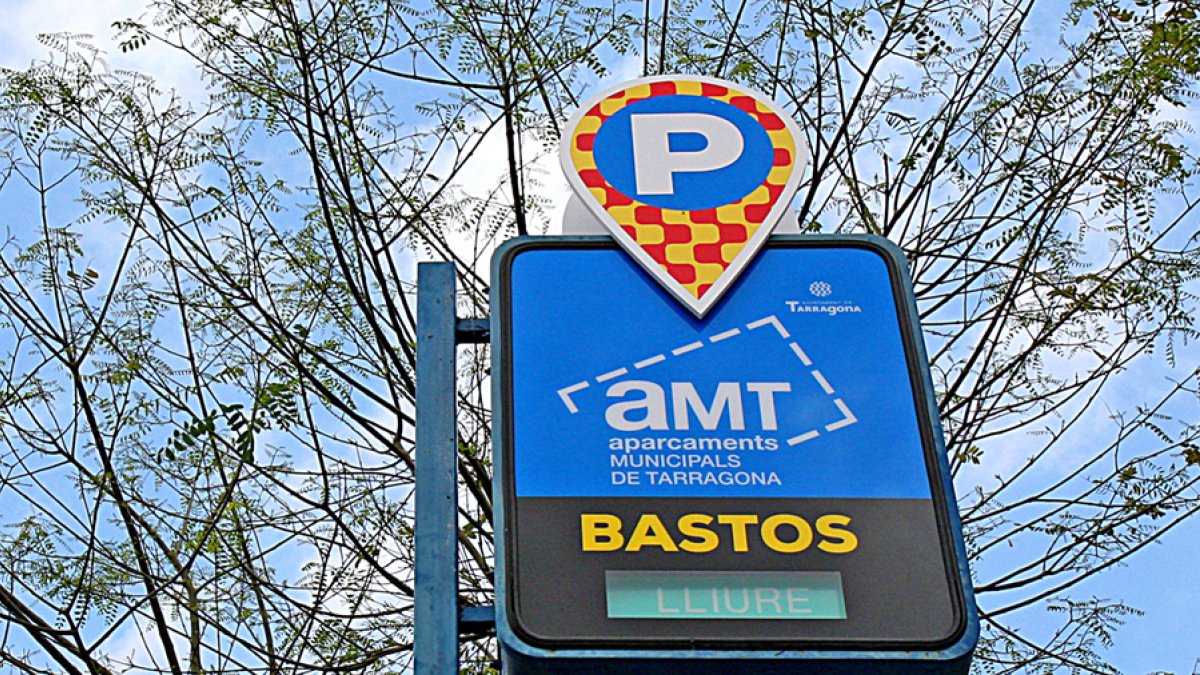 P
AJUNTAMENT DE
TARRAGONA
aMT
aparcaments
MUNICIPALS
DE TARRAGONA
BASTOS
LLIURE